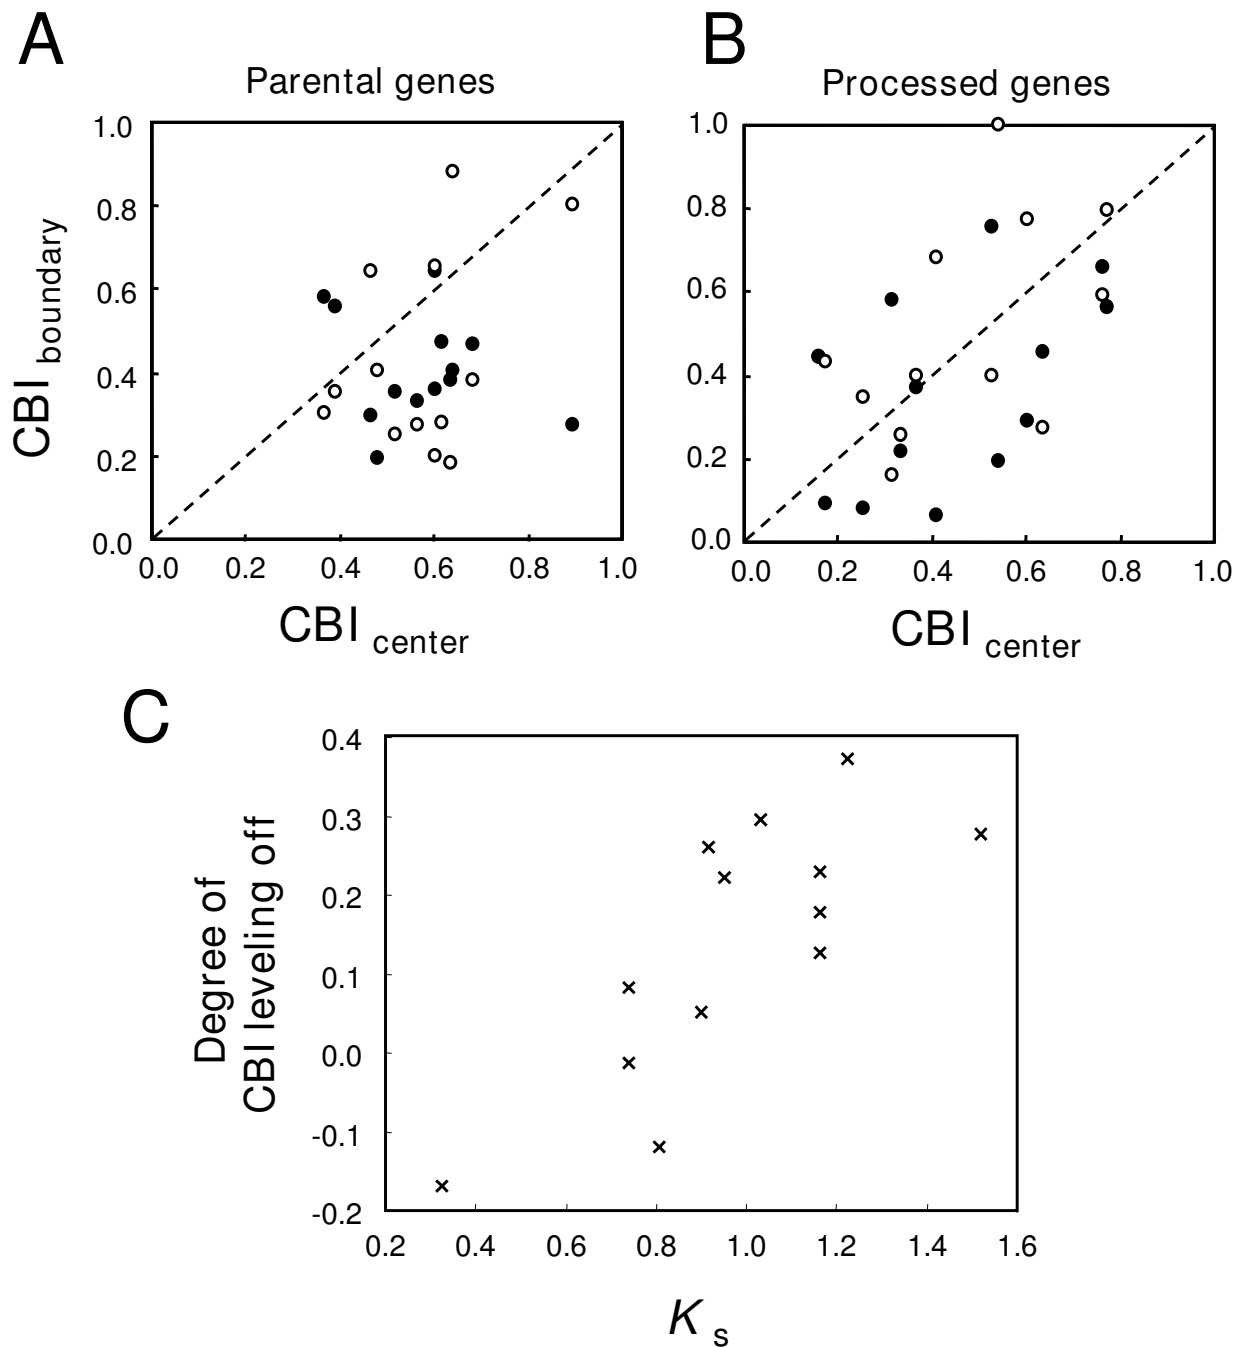 A
B
Parental genes
Processed genes
1.0
0.8
0.6
0.4
0.2
0.0
CBI boundary
0.0 0.2 0.4 0.6 0.8 1.0
CBI center
1.0
0.8
0.6
0.4
0.2
0.0
0.0 0.2 0.4 0.6 0.8 1.0
CBI center
C
0.4
0.3
0.2
0.1
0.0
-0.1
-0.2
Degree of
CBI leveling off
0.2 0.4 0.6 0.8 1.0 1.2 1.4 1.6
K s